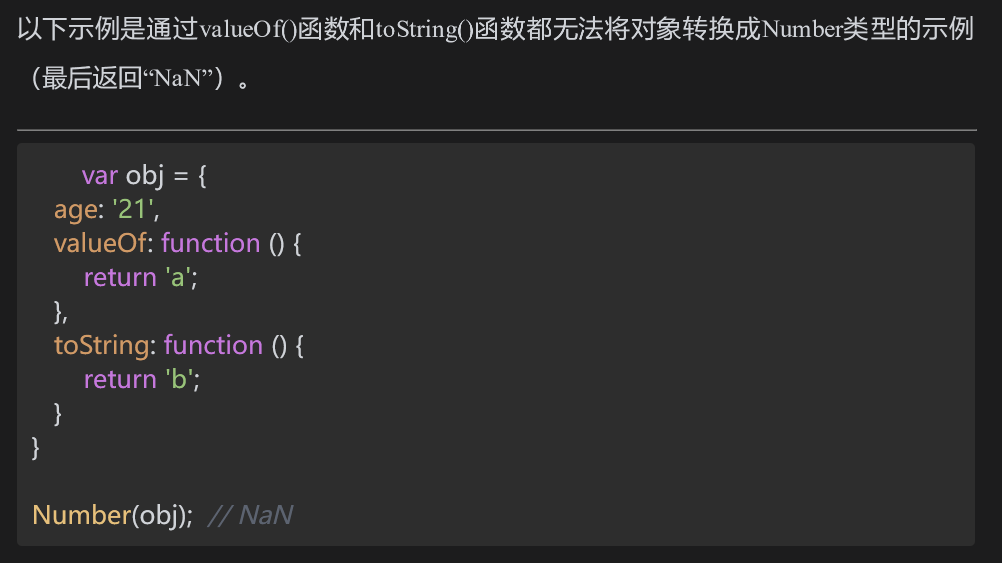 以下示例是通过valueOf()函数和toString()函数都无法将对象转换成Number类型的示例
（最后返回“NaN”）。
var obj = {
age: '21',
valueOf: function () {
return 'a';
},
toString: function () {
return 'b';
}
}
Number(obj); // NaN